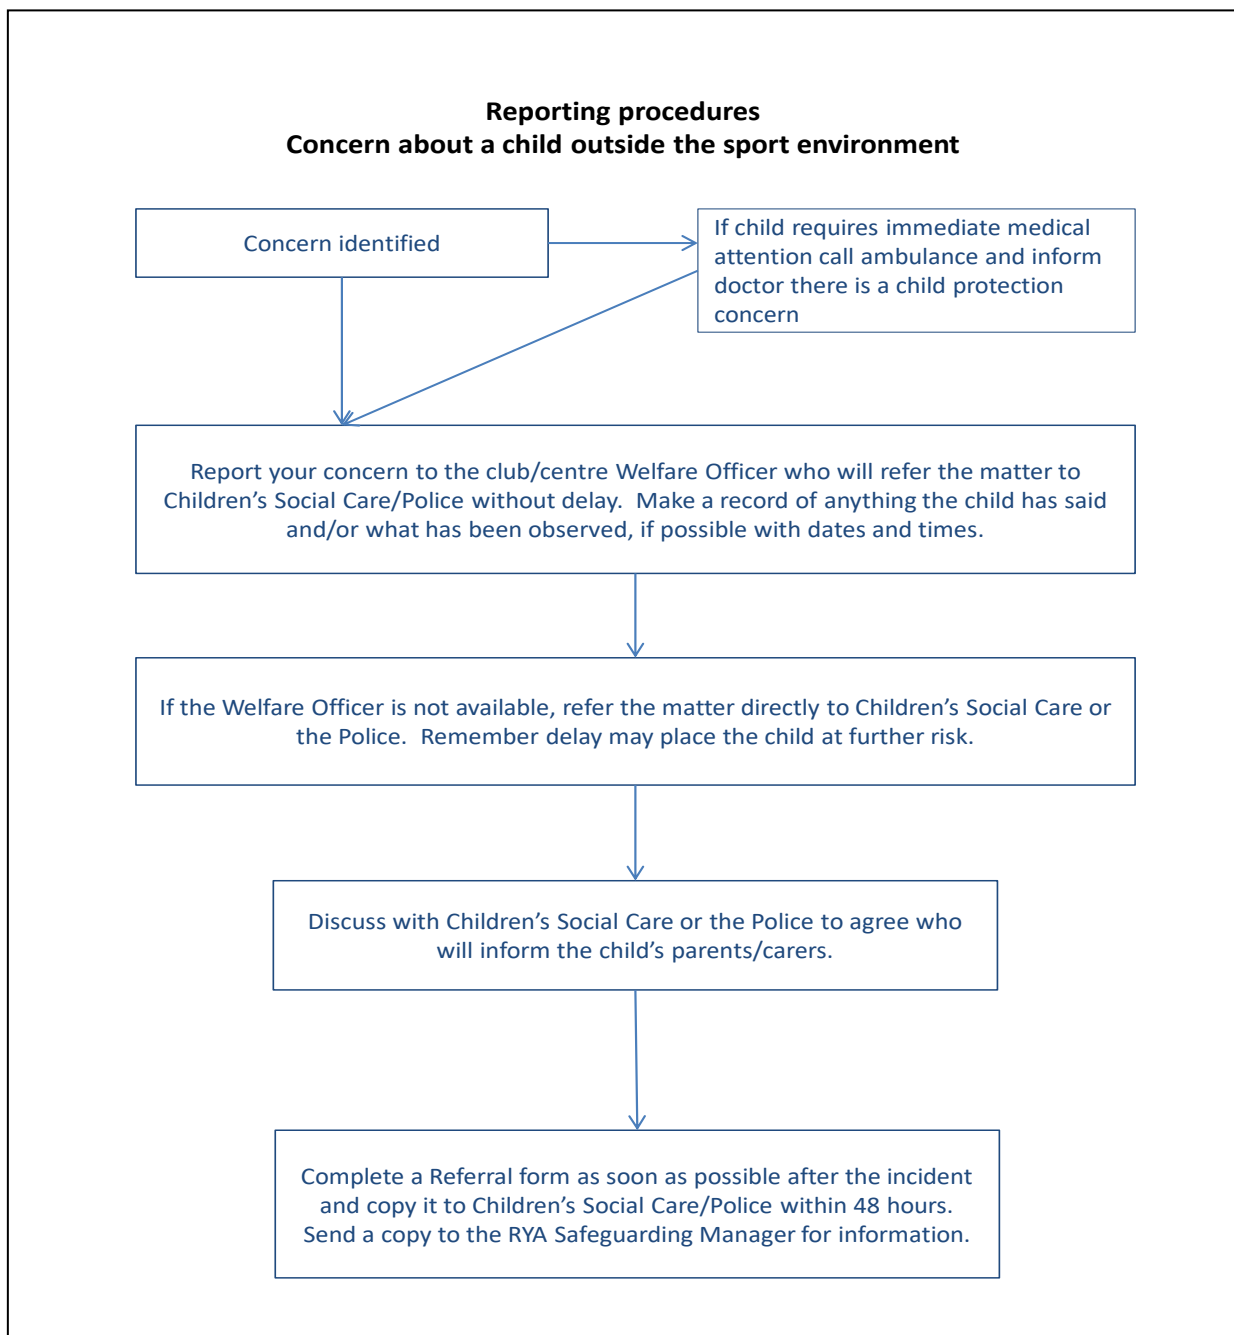 Reporting procedures
Concern about a child outside the sport environment
Concern identified
If child requires immediate medical
attention call ambulance and inform
doctor there is a child protection
concern
Report your concern to the club/centre Welfare Officer who will refer the matter to
Children’s Social Care/Police without delay.  Make a record of anything the child has said
and/or what has been observed, if possible with dates and times.
If the Welfare Officer is not available, refer the matter directly to Children’s Social Care or
the Police.  Remember delay may place the child at further risk.
Discuss with Children’s Social Care or the Police to agree who
will inform the child’s parents/carers.
Complete a Referral form as soon as possible after the incident
and copy it to Children’s Social Care/Police within 48 hours.
Send a copy to the RYA Safeguarding Manager for information.